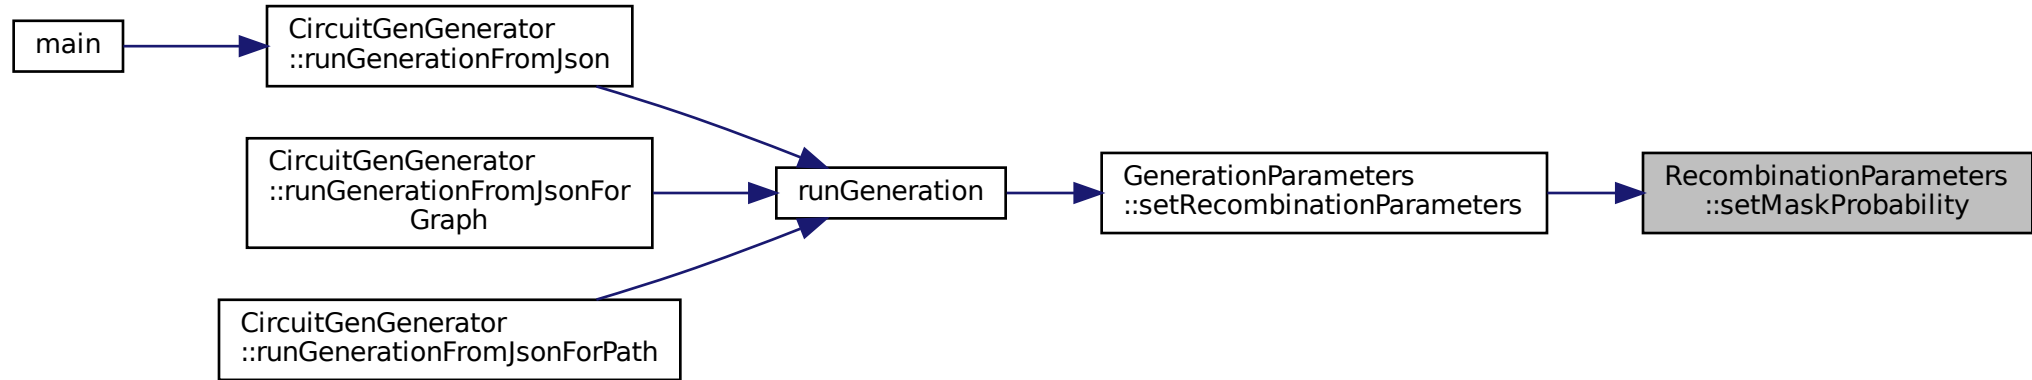 main
CircuitGenGenerator
::runGenerationFromJson
CircuitGenGenerator
::runGenerationFromJsonFor
Graph
CircuitGenGenerator
::runGenerationFromJsonForPath
runGeneration
GenerationParameters
::setRecombinationParameters
RecombinationParameters
::setMaskProbability